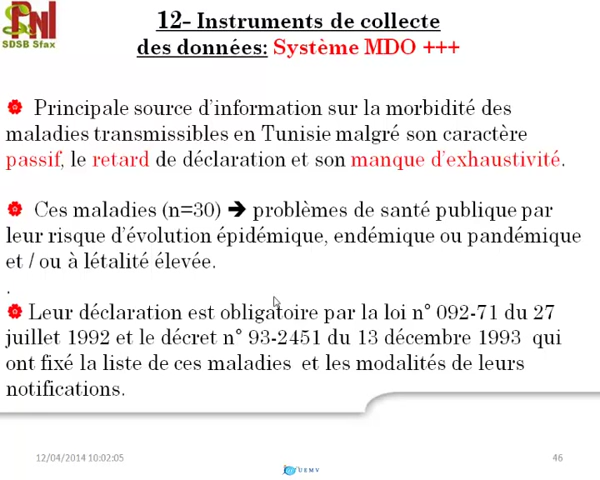 PNI
SDSB Sfax
12- Instruments de collecte
des données: Système MDO +++
Principale source d'information sur la morbidité des
maladies transmissibles en Tunisie malgré son caractère
passif, le retard de déclaration et son manque d'exhaustivité.
Ces maladies (n=30) ➔ problèmes de santé publique par
leur risque d'évolution épidémique, endémique ou pandémique
et / ou à létalité élevée.
.
Leur déclaration est obligatoire par la loi n° 092-71 du 27
juillet 1992 et le décret n° 93-2451 du 13 décembre 1993 qui
ont fixé la liste de ces maladies et les modalités de leurs
notifications.
12/04/2014 10:02:05
46
UEMV